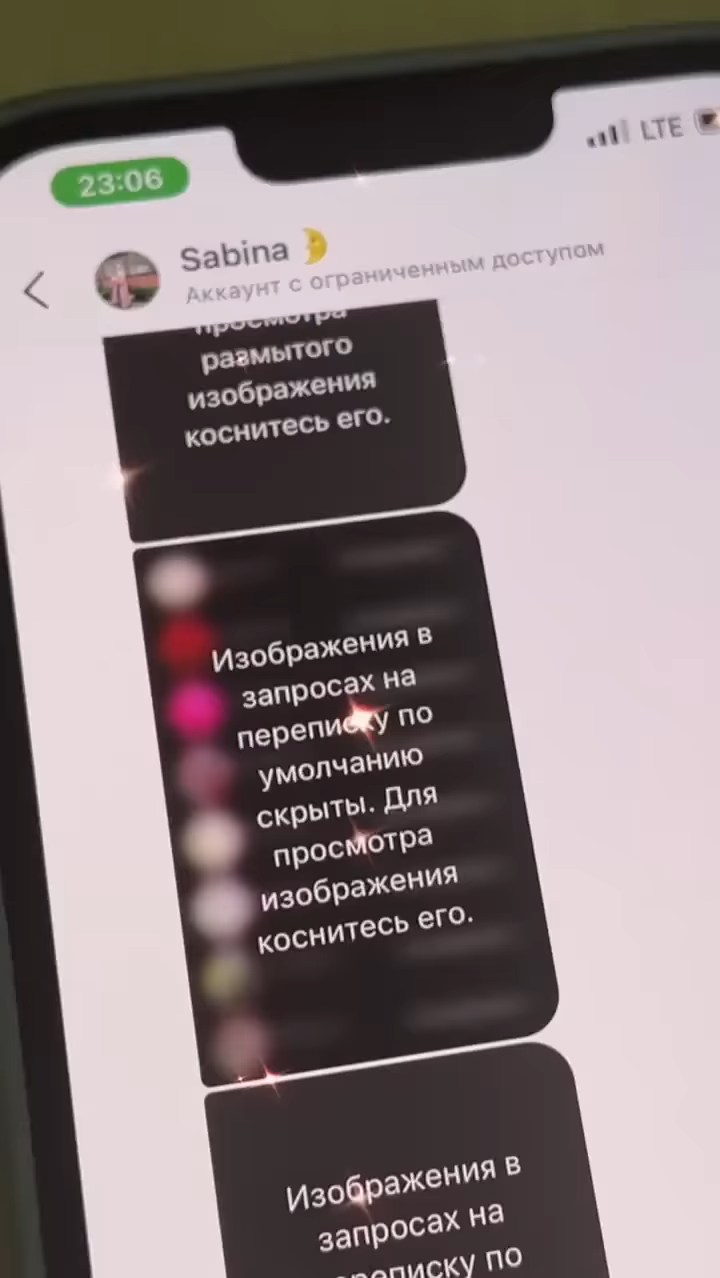 23:06
LTE
Sabina
Аккаунт с ограниченным доступом
просмотра
размытого
изображения
коснитесь его.
Изображения в
запросах на
переписку по
умолчанию
скрыты. Для
просмотра
изображения
коснитесь его.
Изображения в
запросах на
переписку по